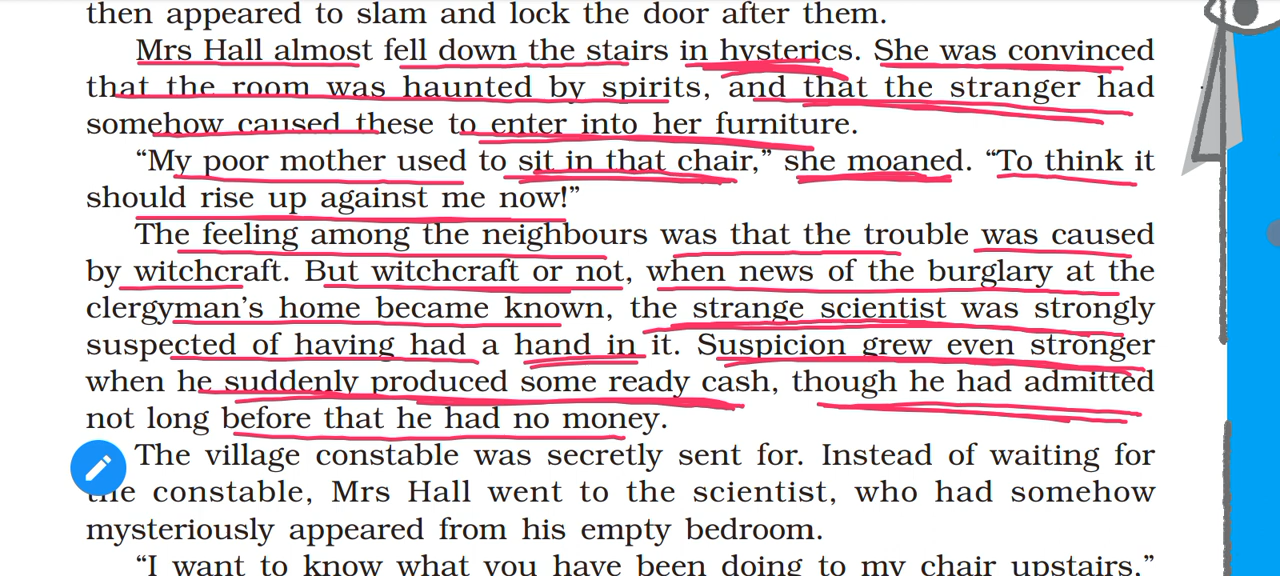 then appeared to slam and lock the door after them.
Mrs Hall almost fell down the stairs in hysterics. She was convinced
that the room was haunted by spirits, and that the stranger had
somehow caused these to enter into her furniture.
“My poor mother used to sit in that chair,” she moaned. “To think it
should rise up against me now!”
The feeling among the neighbours was that the trouble was caused
by witchcraft. But witchcraft or not, when news of the burglary at the
clergyman’s home became known, the strange scientist was strongly
suspected of having had a hand in it. Suspicion grew even stronger
when he suddenly produced some ready cash, though he had admitted
not long before that he had no money.
The village constable was secretly sent for. Instead of waiting for
the constable, Mrs Hall went to the scientist, who had somehow
mysteriously appeared from his empty bedroom.
“I want to know what you have been doing to my chair upstairs,”